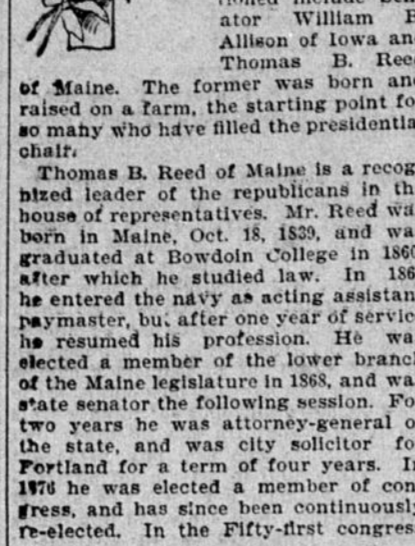 ator William B
Allison of Iowa an
Thomas B. Ree
of Maine. The former was born an
raised on a farm, the starting point fo
so many who have filled the presidentia
chair.
Thomas B. Reed of Maine is a recog
nized leader of the republicans in th
house of representatives. Mr. Reed wa
born in Maine, Oct. 18, 1839, and wa
graduated at Bowdoin College in 1860
after which he studied law. In 186
he entered the navy as acting assistan
paymaster, but after one year of servic
he resumed his profession. He wa
elected a member of the lower branc
of the Maine legislature in 1868, and wa
state senator the following session. Fo
two years he was attorney-general o
the state, and was city solicitor fo
Portland for a term of four years. I
1876 he was elected a member of con
gress, and has since been continuousl
re-elected. In the Fifty-first congres